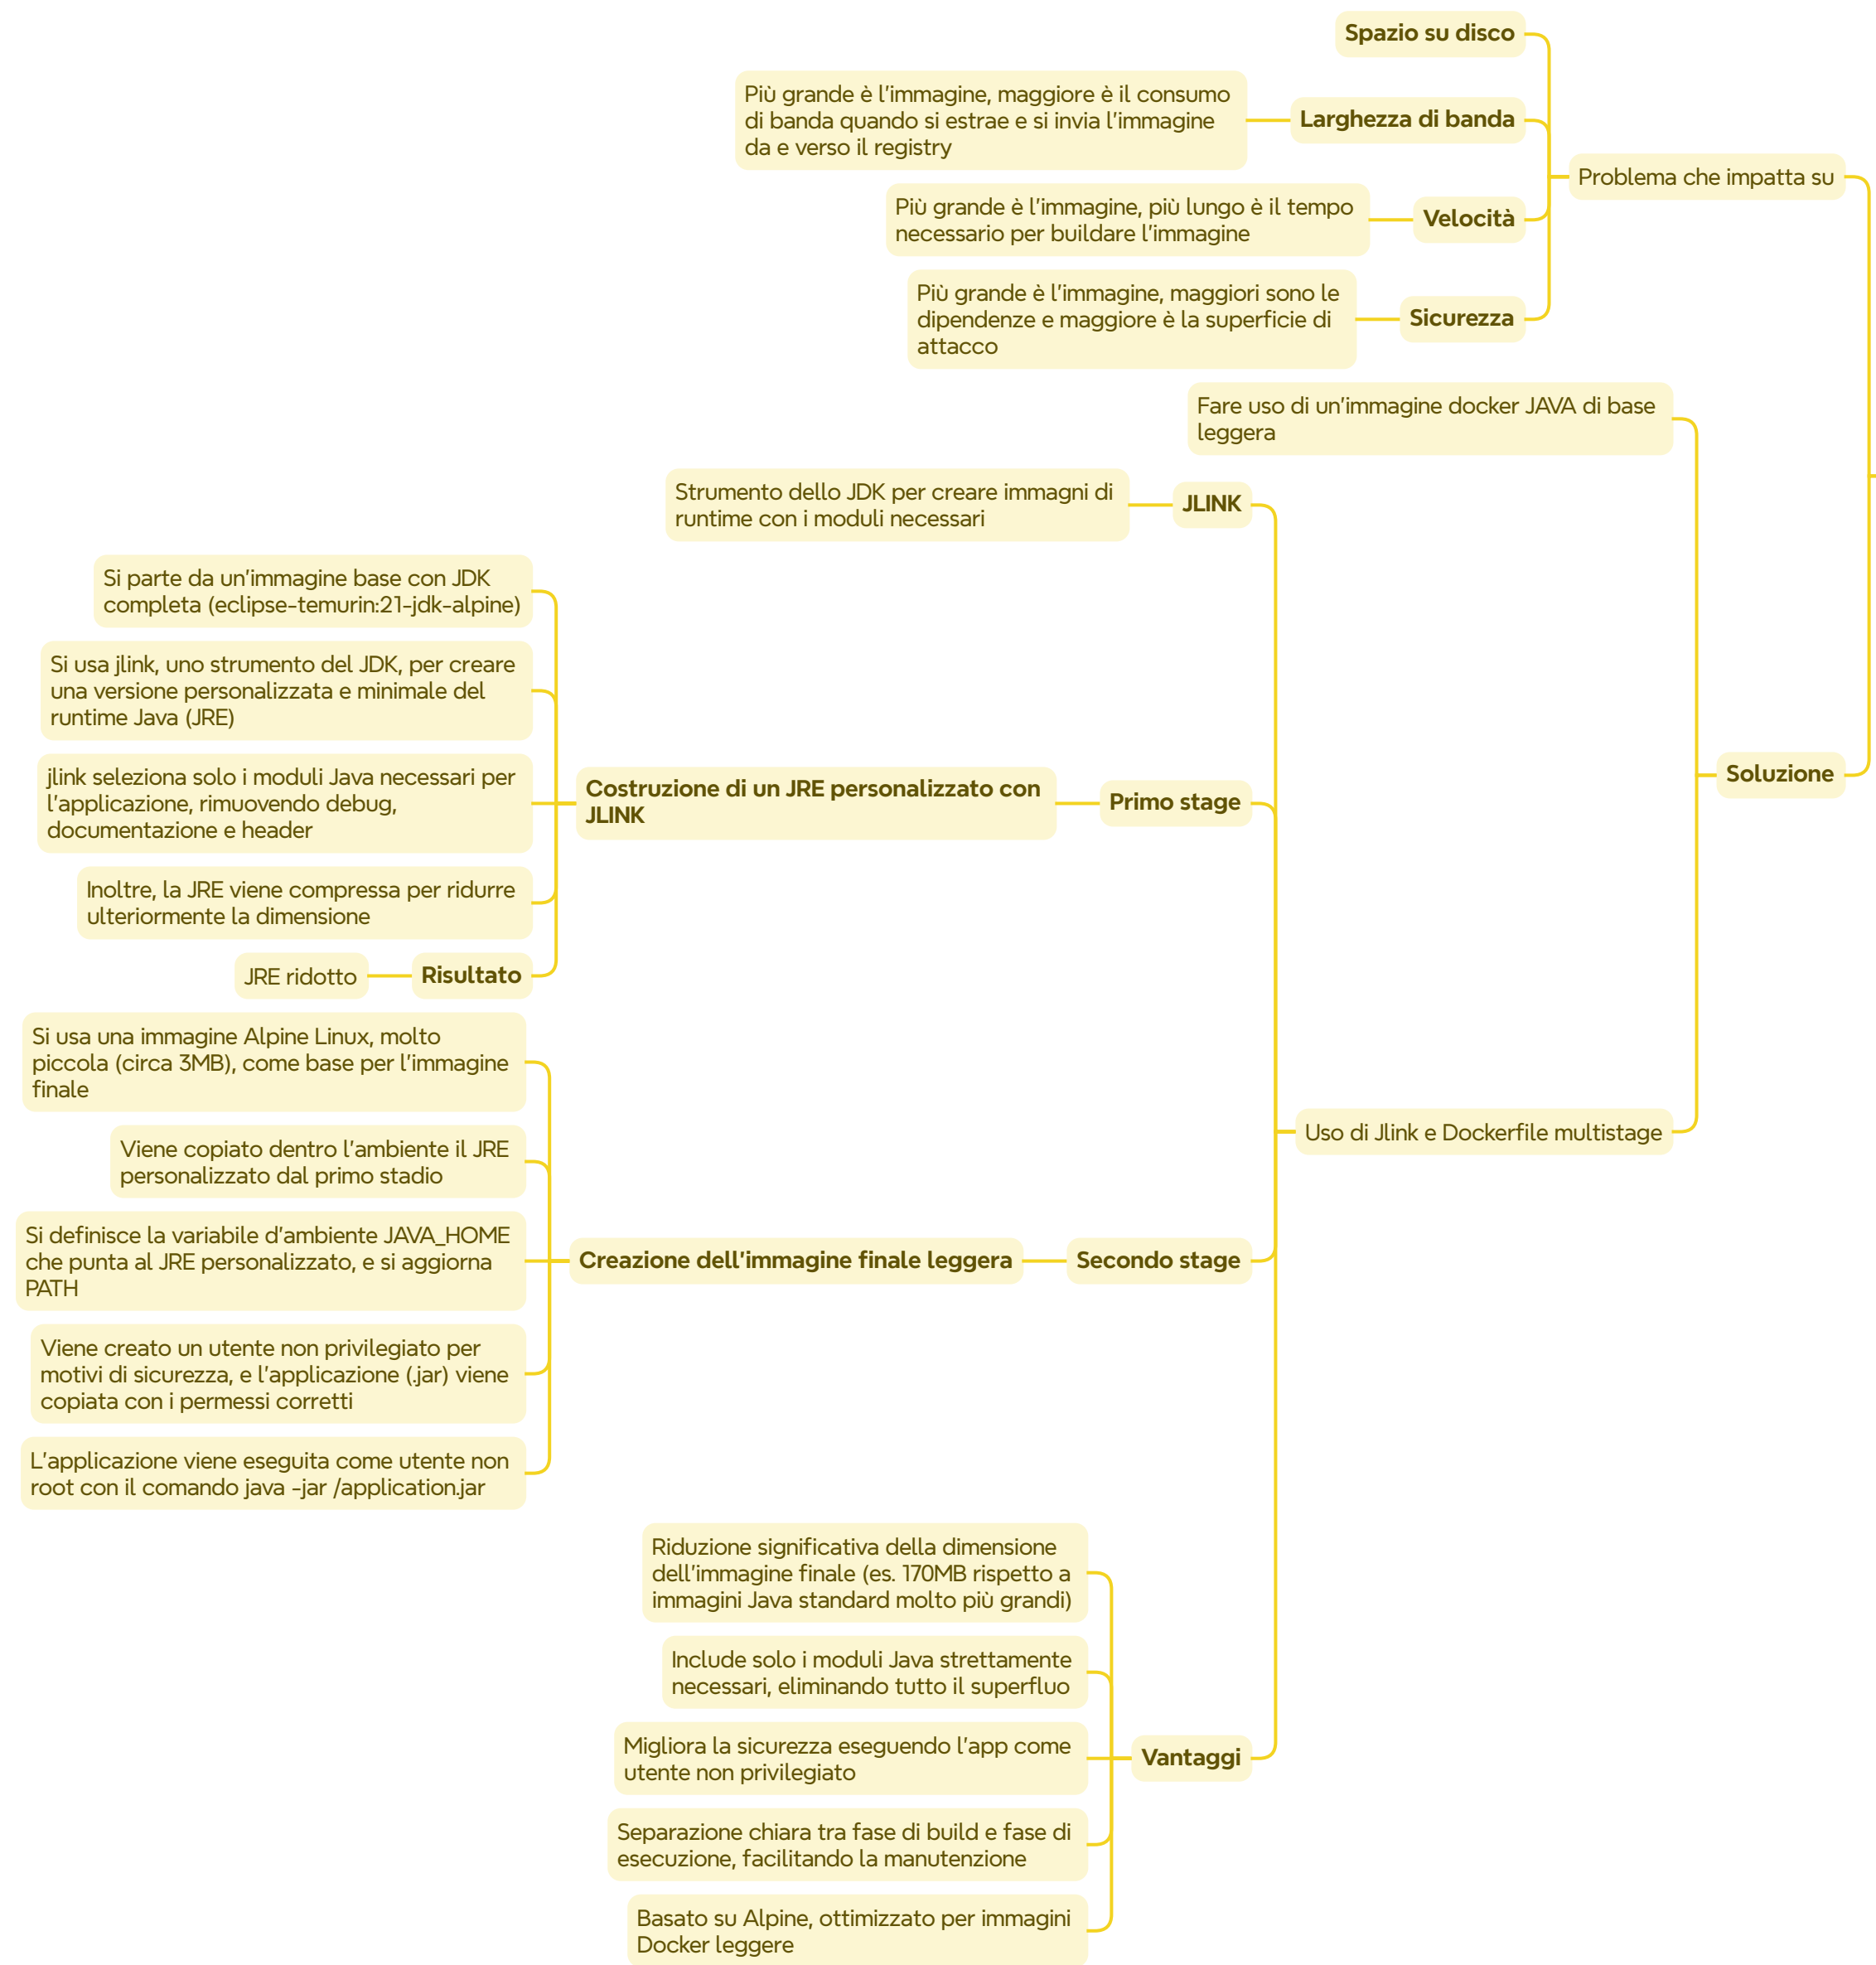 Spazio su disco
Più grande è l'immagine, maggiore è il consumo
di banda quando si estrae e si invia l'immagine
da e verso il registry
Larghezza di banda
Problema che impatta su
Più grande è l'immagine, più lungo è il tempo
necessario per buildare l'immagine
Velocità
Più grande è l'immagine, maggiori sono le
dipendenze e maggiore è la superficie di
attacco
Sicurezza
Fare uso di un'immagine docker JAVA di base
leggera
Strumento dello JDK per creare immagni di
runtime con i moduli necessari
JLINK
Si parte da un'immagine base con JDK
completa (eclipse-temurin:21-jdk-alpine)
Si usa jlink, uno strumento del JDK, per creare
una versione personalizzata e minimale del
runtime Java (JRE)
jlink seleziona solo i moduli Java necessari per
l'applicazione, rimuovendo debug,
documentazione e header
Costruzione di un JRE personalizzato con
JLINK
Primo stage
Soluzione
Inoltre, la JRE viene compressa per ridurre
ulteriormente la dimensione
JRE ridotto
Risultato
Si usa una immagine Alpine Linux, molto
piccola (circa 3MB), come base per l'immagine
finale
Viene copiato dentro l'ambiente il JRE
personalizzato dal primo stadio
Uso di Jlink e Dockerfile multistage
Si definisce la variabile d'ambiente JAVA_HOME
che punta al JRE personalizzato, e si aggiorna
PATH
Creazione dell'immagine finale leggera
Secondo stage
Viene creato un utente non privilegiato per
motivi di sicurezza, e l'applicazione (.jar) viene
copiata con i permessi corretti
L'applicazione viene eseguita come utente non
root con il comando java -jar /application.jar
Riduzione significativa della dimensione
dell'immagine finale (es. 170MB rispetto a
immagini Java standard molto più grandi)
Include solo i moduli Java strettamente
necessari, eliminando tutto il superfluo
Migliora la sicurezza eseguendo l'app come
utente non privilegiato
Vantaggi
Separazione chiara tra fase di build e fase di
esecuzione, facilitando la manutenzione
Basato su Alpine, ottimizzato per immagini
Docker leggere